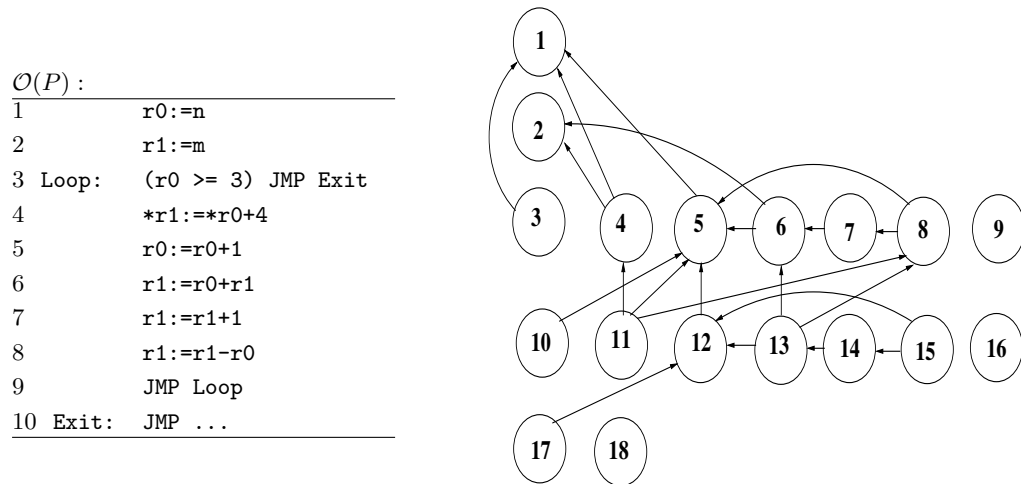 O(P) :
1 r0:=n
2 r1:=m
3 Loop: (r0 >= 3) JMP Exit
4 *r1:=*r0+4
5 r0:=r0+1
6 r1:=r0+r1
7 r1:=r1+1
8 r1:=r1-r0
9 JMP Loop
10 Exit: JMP ...
1
2
3 4 5 6 7 8 9
10 11 12 13 14 15 16
17 18